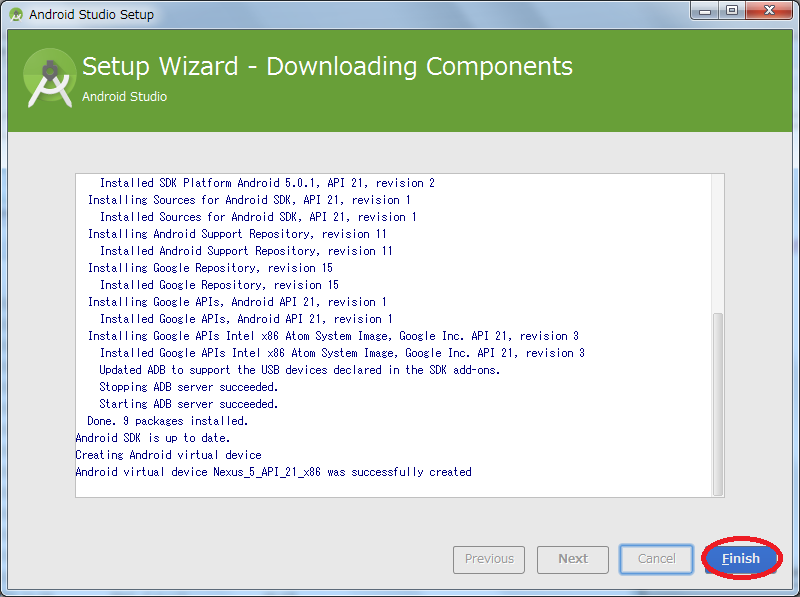 Android Studio Setup
Setup Wizard - Downloading Components
Android Studio
Installed SDK Platform Android 5.0.1, API 21, revision 2
Installing Sources for Android SDK, API 21, revision 1
Installed Sources for Android SDK, API 21, revision 1
Installing Android Support Repository, revision 11
Installed Android Support Repository, revision 11
Installing Google Repository, revision 15
Installed Google Repository, revision 15
Installing Google APIs, Android API 21, revision 1
Installed Google APIs, Android API 21, revision 1
Installing Google APIs Intel x86 Atom System Image, Google Inc. API 21, revision 3
Installed Google APIs Intel x86 Atom System Image, Google Inc. API 21, revision 3
Updated ADB to support the USB devices declared in the SDK add-ons.
Stopping ADB server succeeded.
Starting ADB server succeeded.
Done. 9 packages installed.
Android SDK is up to date.
Creating Android virtual device
Android virtual device Nexus_5_API_21_x86 was successfully created
Previous Next Cancel Finish